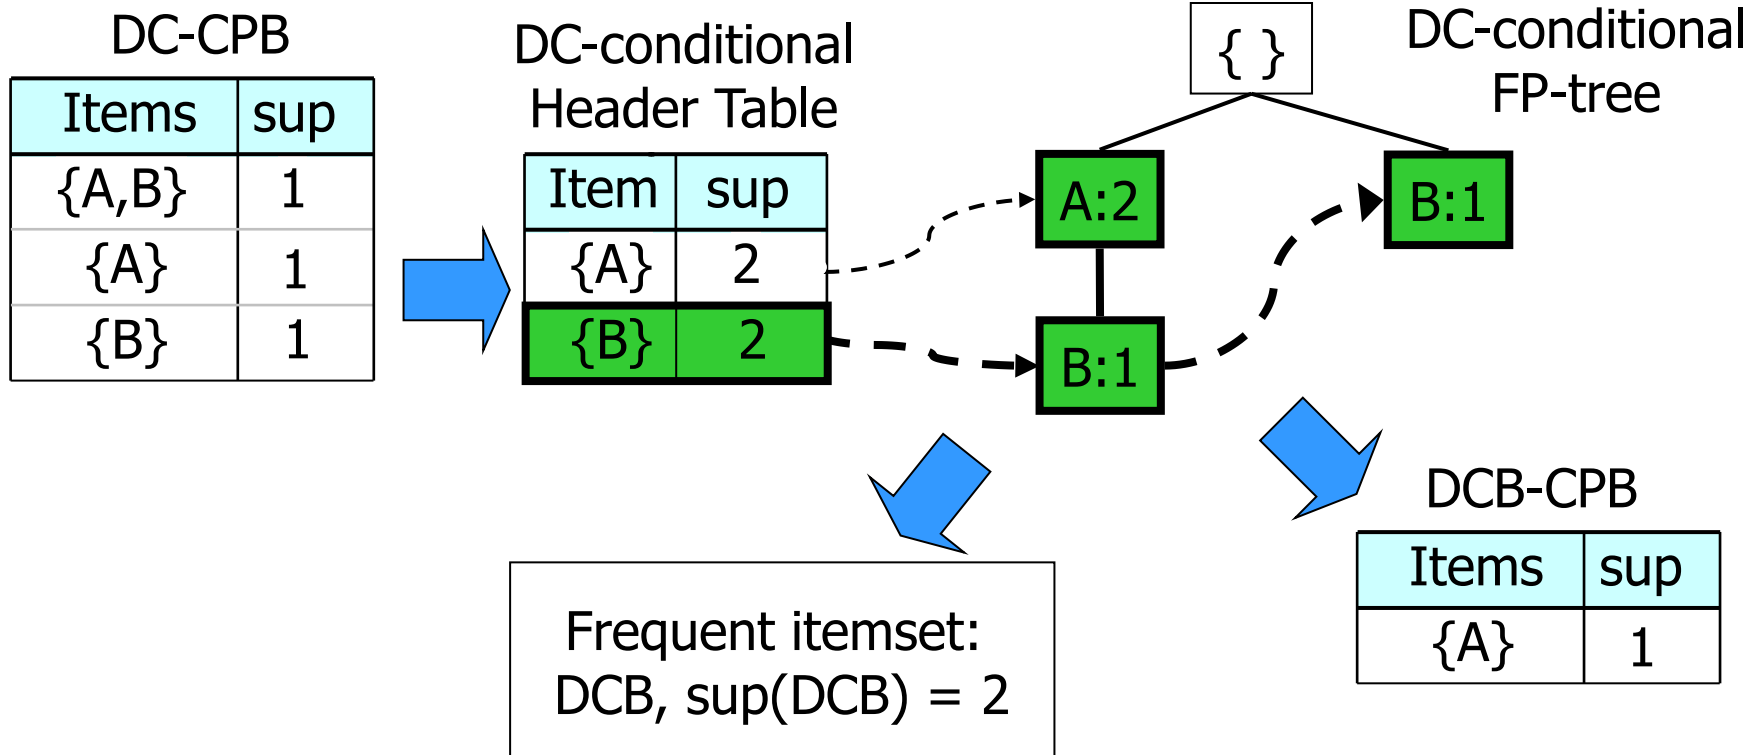 DC-CPB
Items sup
{A,B} 1
{A} 1
{B} 1
DC-conditional
Header Table
Item sup
{A} 2
{B} 2
{ }
A:2
B:1
B:1
DC-conditional
FP-tree
Frequent itemset:
DCB, sup(DCB) = 2
DCB-CPB
Items sup
{A} 1